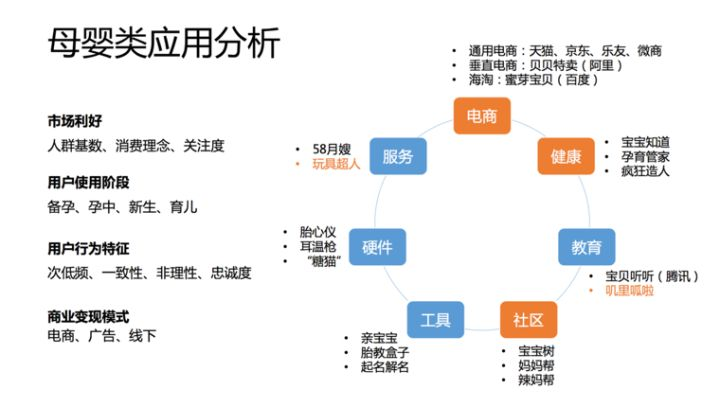 母婴类应用分析
市场利好
人群基数、消费理念、关注度
用户使用阶段
备孕、孕中、新生、育儿
用户行为特征
次低频、一致性、非理性、忠诚度
商业变现模式
电商、广告、线下
• 通用电商：天猫、京东、乐友、微商
• 垂直电商：贝贝特卖（阿里）
• 海淘：蜜芽宝贝（百度）
电商
健康
• 宝宝知道
• 孕育管家
• 疯狂造人
教育
• 宝贝听听（腾讯）
• 叽里呱啦
社区
• 宝宝树
• 妈妈帮
• 辣妈帮
工具
• 亲宝宝
• 胎教盒子
• 起名解名
硬件
• 胎心仪
• 耳温枪
• “糖猫”
服务
• 58月嫂
• 玩具超人